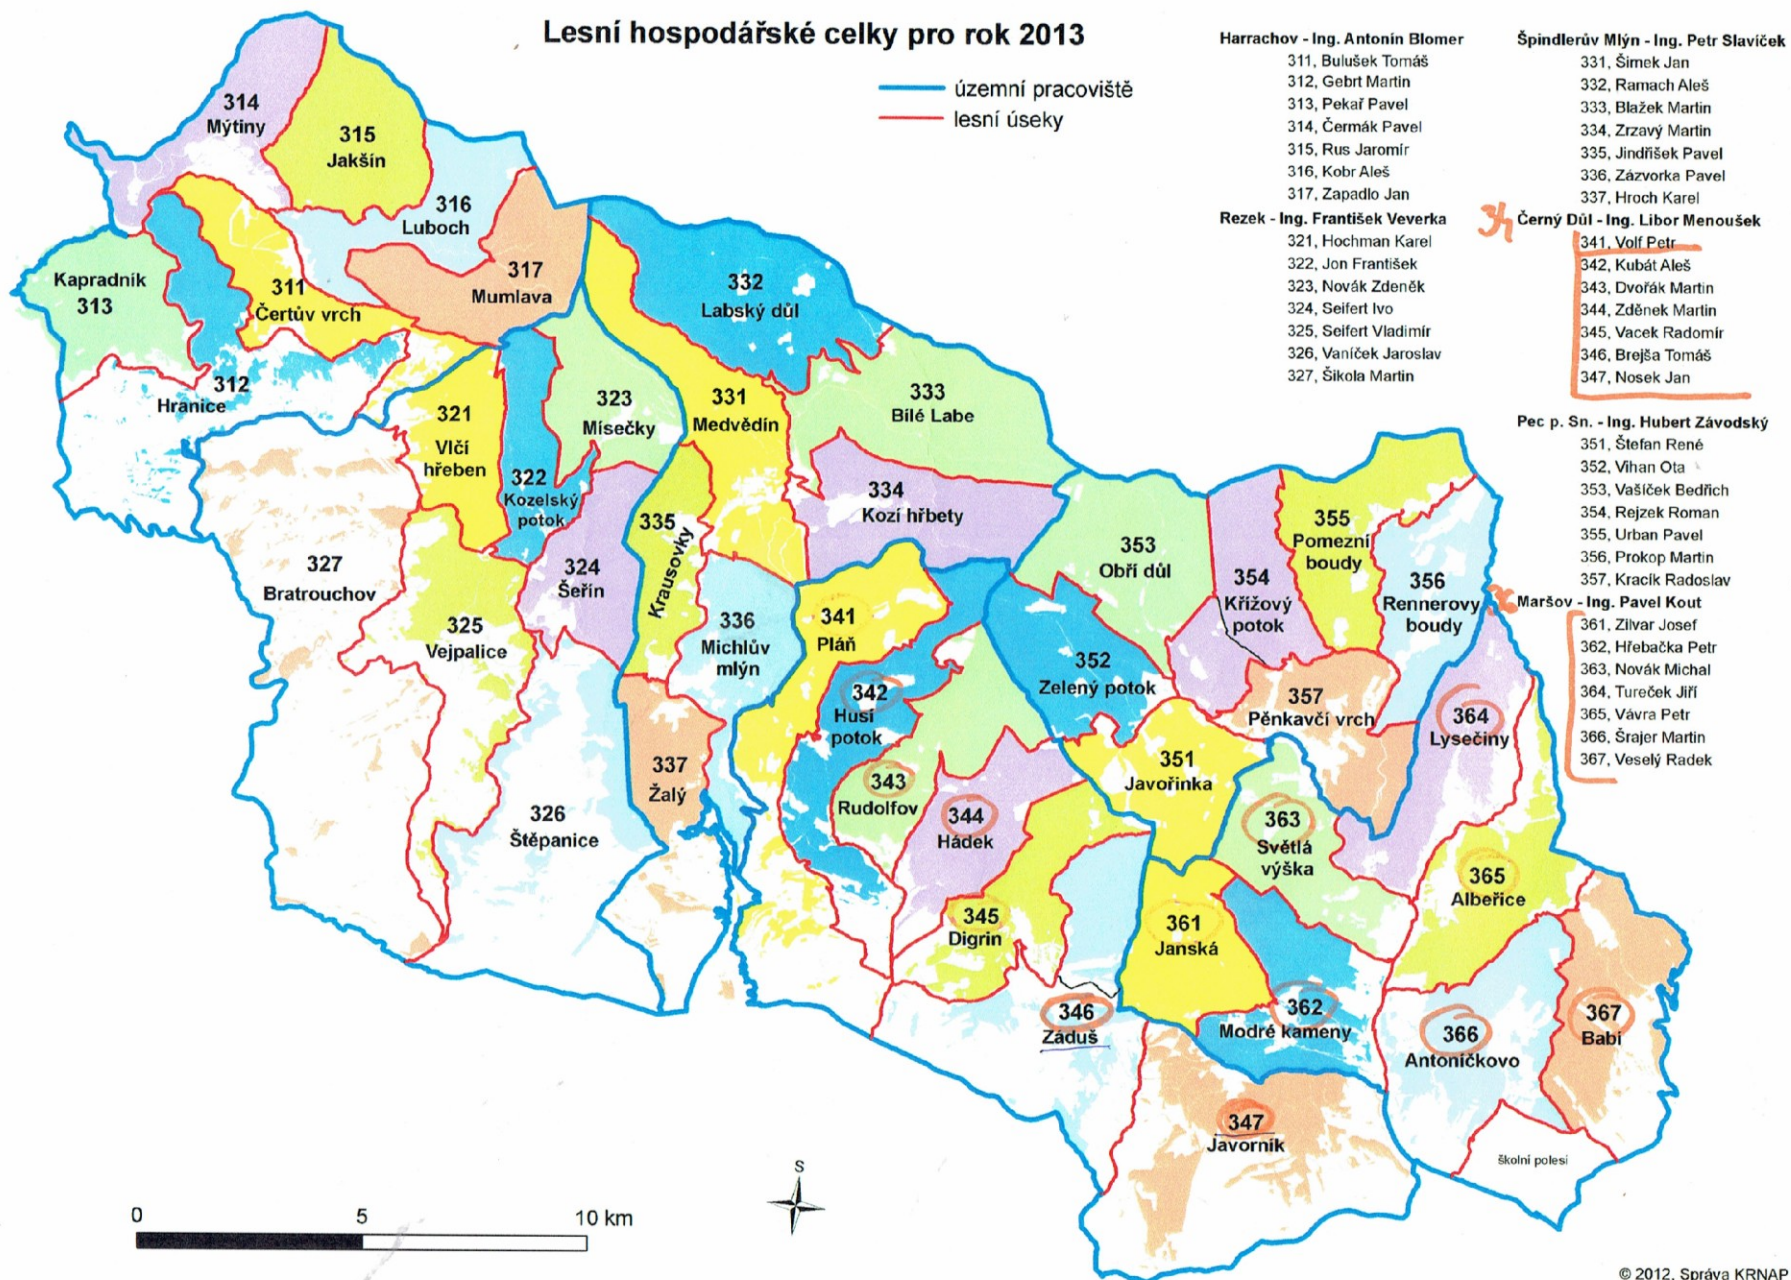 Lesní hospodářské celky pro rok 2013
územní pracoviště
lesní úseky
Harrachov - Ing. Antonín Blomer
311, Bulušek Tomáš
312, Gebrt Martin
313, Pekař Pavel
314, Čermák Pavel
315, Rus Jaromír
316, Kobr Aleš
317, Zapadlo Jan
Rezek - Ing. František Veverka
321, Hochman Karel
322, Jon František
323, Novák Zdeněk
324, Seifert Ivo
325, Seifert Vladimír
326, Vaníček Jaroslav
327, Šikola Martin
Špindlerův Mlýn - Ing. Petr Slavíček
331, Šimek Jan
332, Ramach Aleš
333, Blažek Martin
334, Zrzavý Martin
335, Jindříšek Pavel
336, Zázvorka Pavel
337, Hroch Karel
Černý Důl - Ing. Libor Menoušek
341, Volf Petr
342, Kubát Aleš
343, Dvořák Martin
344, Zděnek Martin
345, Vacek Radomír
346, Brejša Tomáš
347, Nosek Jan
Pec p. Sn. - Ing. Hubert Závodský
351, Štefan René
352, Vihan Ota
353, Vašíček Bedřich
354, Rejzek Roman
355, Urban Pavel
356, Prokop Martin
357, Kracík Radoslav
Maršov - Ing. Pavel Kout
361, Zilvar Josef
362, Hřebačka Petr
363, Novák Michal
364, Tureček Jiří
365, Vávra Petr
366, Šrajer Martin
367, Veselý Radek
314
Mýtiny
315
Jakšín
316
Luboch
317
Mumlava
Kapradník
313
311
Čertův vrch
312
Hranice
332
Labský důl
333
Bílé Labe
331
Medvědín
323
Mísečky
321
Vlčí
hřeben
322
Kozelský
potok
334
Kozí hřbety
335
Krausovky
324
Šeřín
327
Bratrouchov
325
Vejpalice
336
Michlův
mlýn
341
Pláň
353
Obří důl
354
Křížový
potok
355
Pomezní
boudy
356
Rennerovy
boudy
352
Zelený potok
342
Husí
potok
357
Pěnkavčí vrch
364
Lysečiny
337
Žalý
343
Rudolfov
351
Javořinka
326
Štěpanice
344
Hádek
363
Světlá
výška
365
Albeřice
345
Digrin
361
Janská
346
Záduš
362
Modré kameny
366
Antoníčkovo
367
Babí
347
Javorník
školní polesí
S
0 5 10 km
© 2012, Správa KRNAP